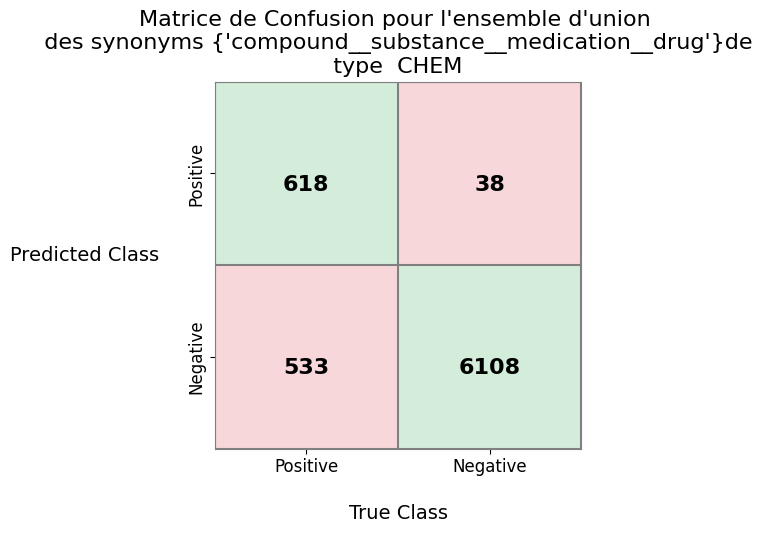 Matrice de Confusion pour l'ensemble d'union
des synonyms {'compound__substance__medication__drug'}de
type  CHEM
Positive
618
38
Predicted Class
Negative
533
6108
Positive
Negative
True Class